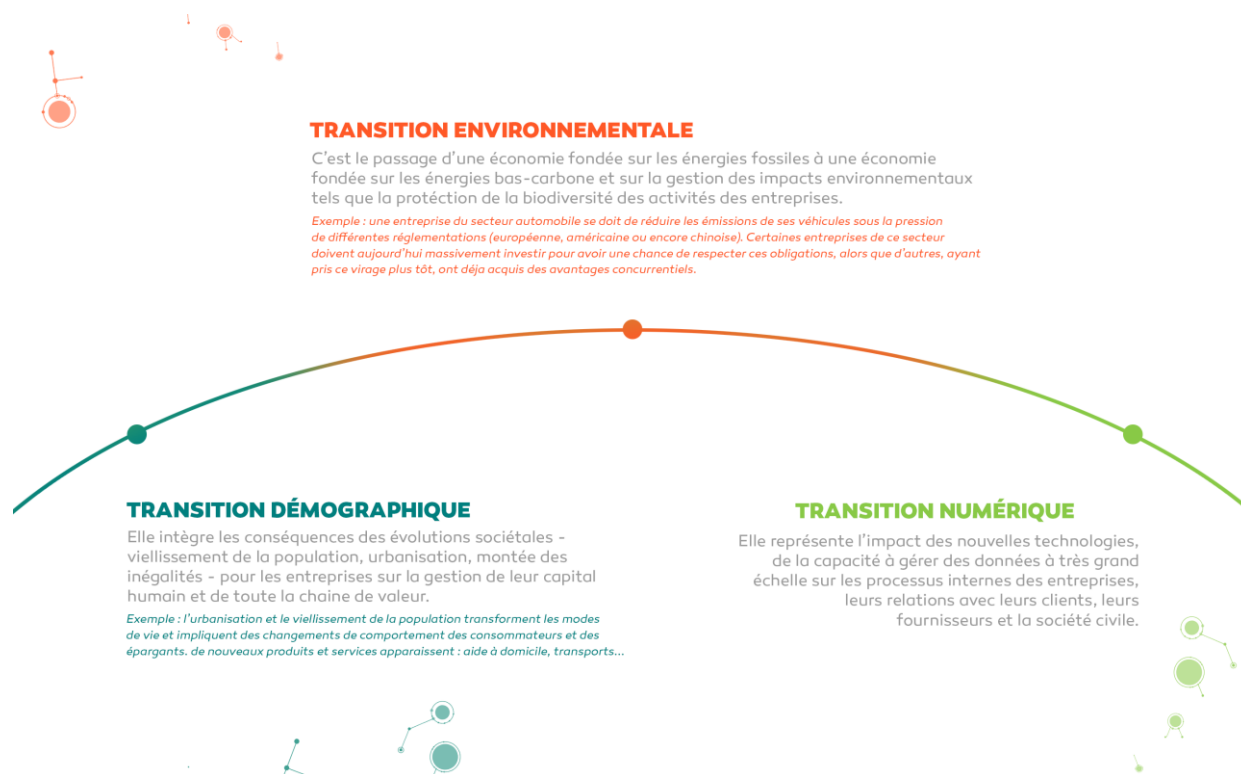 TRANSITION ENVIRONNEMENTALE
C'est le passage d'une économie fondée sur les énergies fossiles à une économie
fondée sur les énergies bas-carbone et sur la gestion des impacts environnementaux
tels que la protéction de la biodiversité des activités des entreprises.
Exemple : une entreprise du secteur automobile se doit de réduire les émissions de ses véhicules sous la pression
de différentes réglementations (européenne, américaine ou encore chinoise). Certaines entreprises de ce secteur
doivent aujourd'hui massivement investir pour avoir une chance de respecter ces obligations, alors que d'autres, ayant
pris ce virage plus tôt, ont déja acquis des avantages concurrentiels.
TRANSITION DÉMOGRAPHIQUE
Elle intègre les conséquences des évolutions sociétales -
viellissement de la population, urbanisation, montée des
inégalités - pour les entreprises sur la gestion de leur capital
humain et de toute la chaine de valeur.
Exemple : l'urbanisation et le viellissement de la population transforment les modes
de vie et impliquent des changements de comportement des consommateurs et des
épargants. de nouveaux produits et services apparaissent : aide à domicile, transports...
TRANSITION NUMÉRIQUE
Elle représente l'impact des nouvelles technologies,
de la capacité à gérer des données à très grand
échelle sur les processus internes des entreprises,
leurs relations avec leurs clients, leurs
fournisseurs et la société civile.